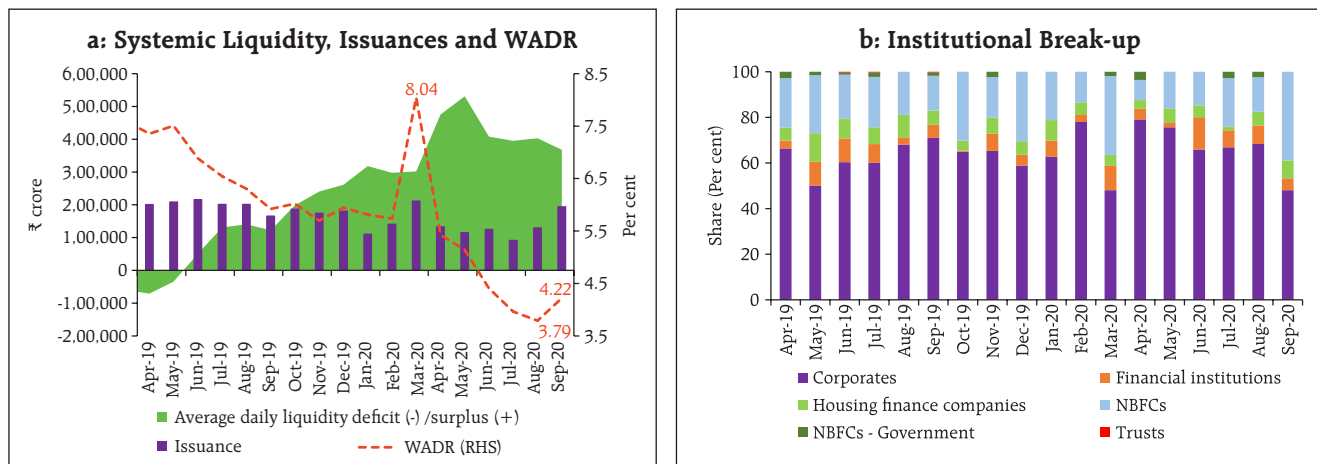 a: Systemic Liquidity, Issuances and WADR
6,00,000
5,00,000
4,00,000
3,00,000
2,00,000
1,00,000
0
-1,00,000
-2,00,000
₹ crore
8.5
7.5
6.5
5.5
4.5
3.5
Per cent
8.04
4.22
3.79
Apr-19
May-19
Jun-19
Jul-19
Aug-19
Sep-19
Oct-19
Nov-19
Dec-19
Jan-20
Feb-20
Mar-20
Apr-20
May-20
Jun-20
Jul-20
Aug-20
Sep-20
Average daily liquidity deficit (-) /surplus (+)
Issuance
WADR (RHS)
b: Institutional Break-up
100
80
60
40
20
0
Share (Per cent)
Apr-19
May-19
Jun-19
Jul-19
Aug-19
Sep-19
Oct-19
Nov-19
Dec-19
Jan-20
Feb-20
Mar-20
Apr-20
May-20
Jun-20
Jul-20
Aug-20
Sep-20
Corporates
Financial institutions
Housing finance companies
NBFCs
NBFCs - Government
Trusts